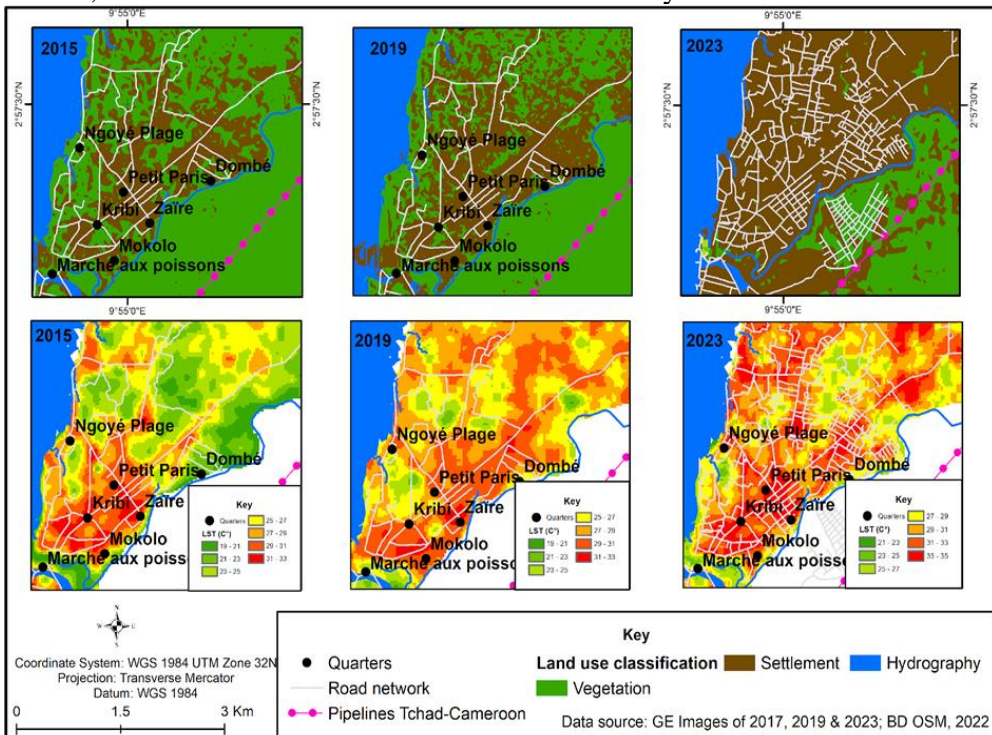 9°55'0"E
9°55'0"E
2015
2019
2023
2°57'30"N
2°57'30"N
Ngoyé Plage
Petit Paris
Dombé
Kribi
Zaïre
Mokolo
Marche aux poissons
Ngoyé Plage
Petit Paris
Dombé
Kribi
Zaïre
Mokolo
Marche aux poissons
9°55'0"E
9°55'0"E
2015
2019
2023
Ngoyé Plage
Petit Paris
Dombé
Kribi
Zaïre
Mokolo
Marche aux poiss
Key
Quarters
LST (C°)
19 - 21
21 - 23
23 - 25
25 - 27
27 - 29
29 - 31
31 - 33
Ngoyé Plage
Petit Paris
Dombé
Kribi
Zaïre
Mokolo
Marche aux poiss
Key
Quarters
LST (C°)
19 - 21
21 - 23
23 - 25
25 - 27
27 - 29
29 - 31
31 - 33
Ngoyé Plage
Petit Paris
Dombé
Kribi
Zaïre
Mokolo
Marche aux poiss
Key
Quarters
LST (C°)
21 - 23
23 - 25
25 - 27
27 - 29
29 - 31
31 - 33
33 - 35
N
S
Coordinate System: WGS 1984 UTM Zone 32N
Projection: Transverse Mercator
Datum: WGS 1984
0 1.5 3 Km
Key
Quarters
Road network
Pipelines Tchad-Cameroon
Land use classification
Settlement
Hydrography
Vegetation
Data source: GE Images of 2017, 2019 & 2023; BD OSM, 2022